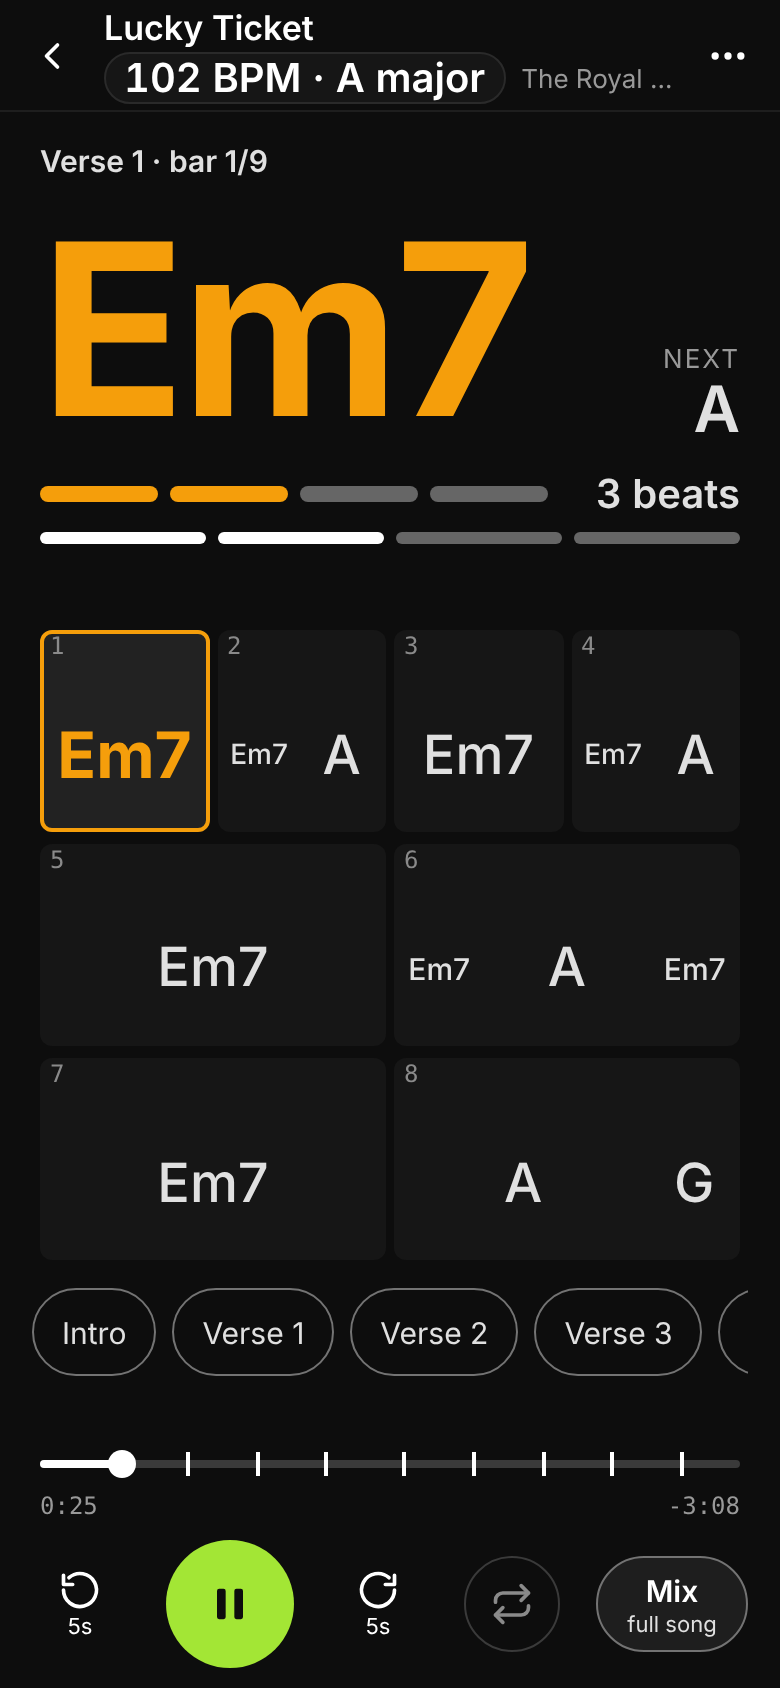 Lucky Ticket
102 BPM · A major The Royal ...
Verse 1 · bar 1/9
Em7
NEXT
A
3 beats
1 2 3 4
Em7 Em7 A Em7 Em7 A
5 6
Em7 Em7 A Em7
7 8
Em7 A G
Intro Verse 1 Verse 2 Verse 3
0:25 -3:08
5s 5s
Mix
full song